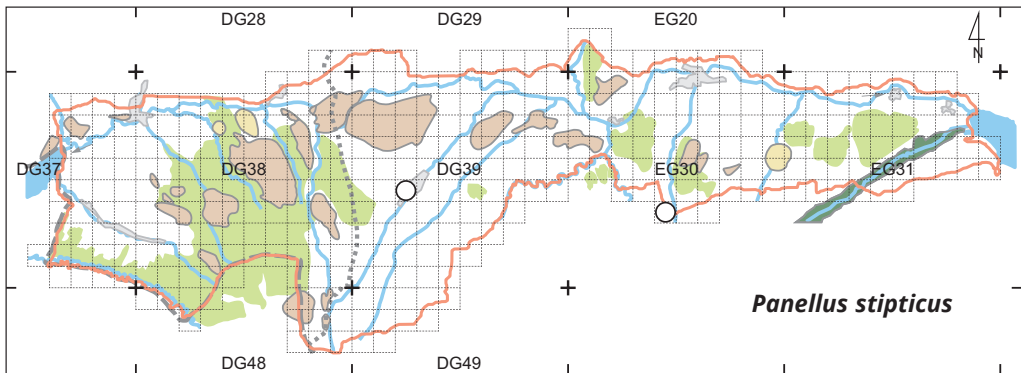 DG28 DG29 EG20
N
DG37 DG38 DG39 EG30 EG31
Panellus stipticus
DG48 DG49